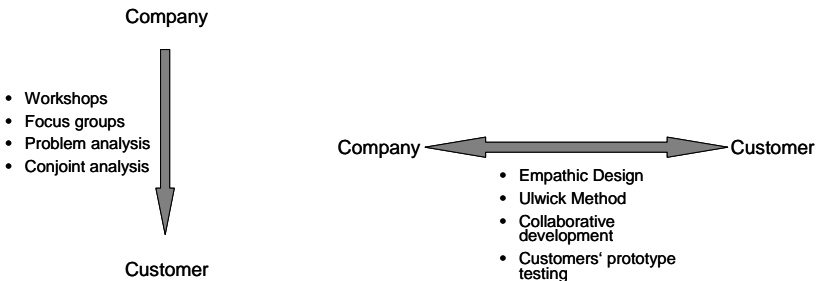 Company
• Workshops
• Focus groups
• Problem analysis
• Conjoint analysis
Customer
Company
Customer
• Empathic Design
• Ulwick Method
• Collaborative
development
• Customers‘ prototype
testing